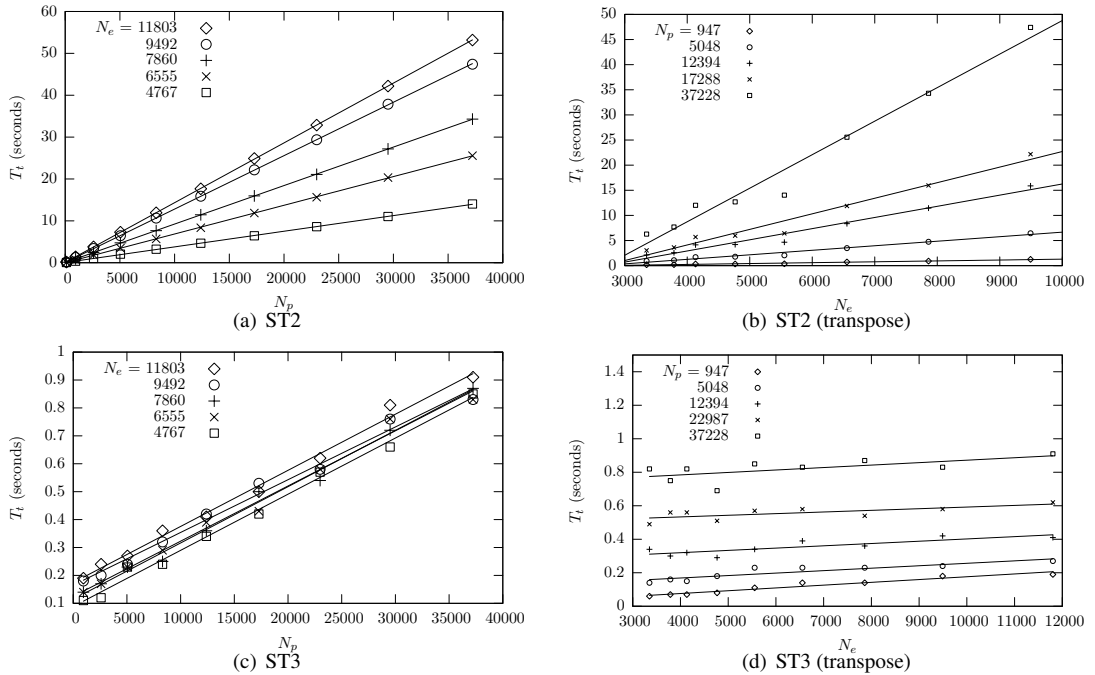 60
50
40
30
20
10
0
0 5000 10000 15000 20000 25000 30000 35000 40000
T_t (seconds)
N_p
N_e = 11803
9492
7860
6555
4767
(a) ST2
50
45
40
35
30
25
20
15
10
5
0
3000 4000 5000 6000 7000 8000 9000 10000
T_t (seconds)
N_e
N_p = 947
5048
12394
17288
37228
(b) ST2 (transpose)
1
0.9
0.8
0.7
0.6
0.5
0.4
0.3
0.2
0.1
0 5000 10000 15000 20000 25000 30000 35000 40000
T_t (seconds)
N_p
N_e = 11803
9492
7860
6555
4767
(c) ST3
1.4
1.2
1
0.8
0.6
0.4
0.2
0
3000 4000 5000 6000 7000 8000 9000 10000 11000 12000
T_t (seconds)
N_e
N_p = 947
5048
12394
22987
37228
(d) ST3 (transpose)